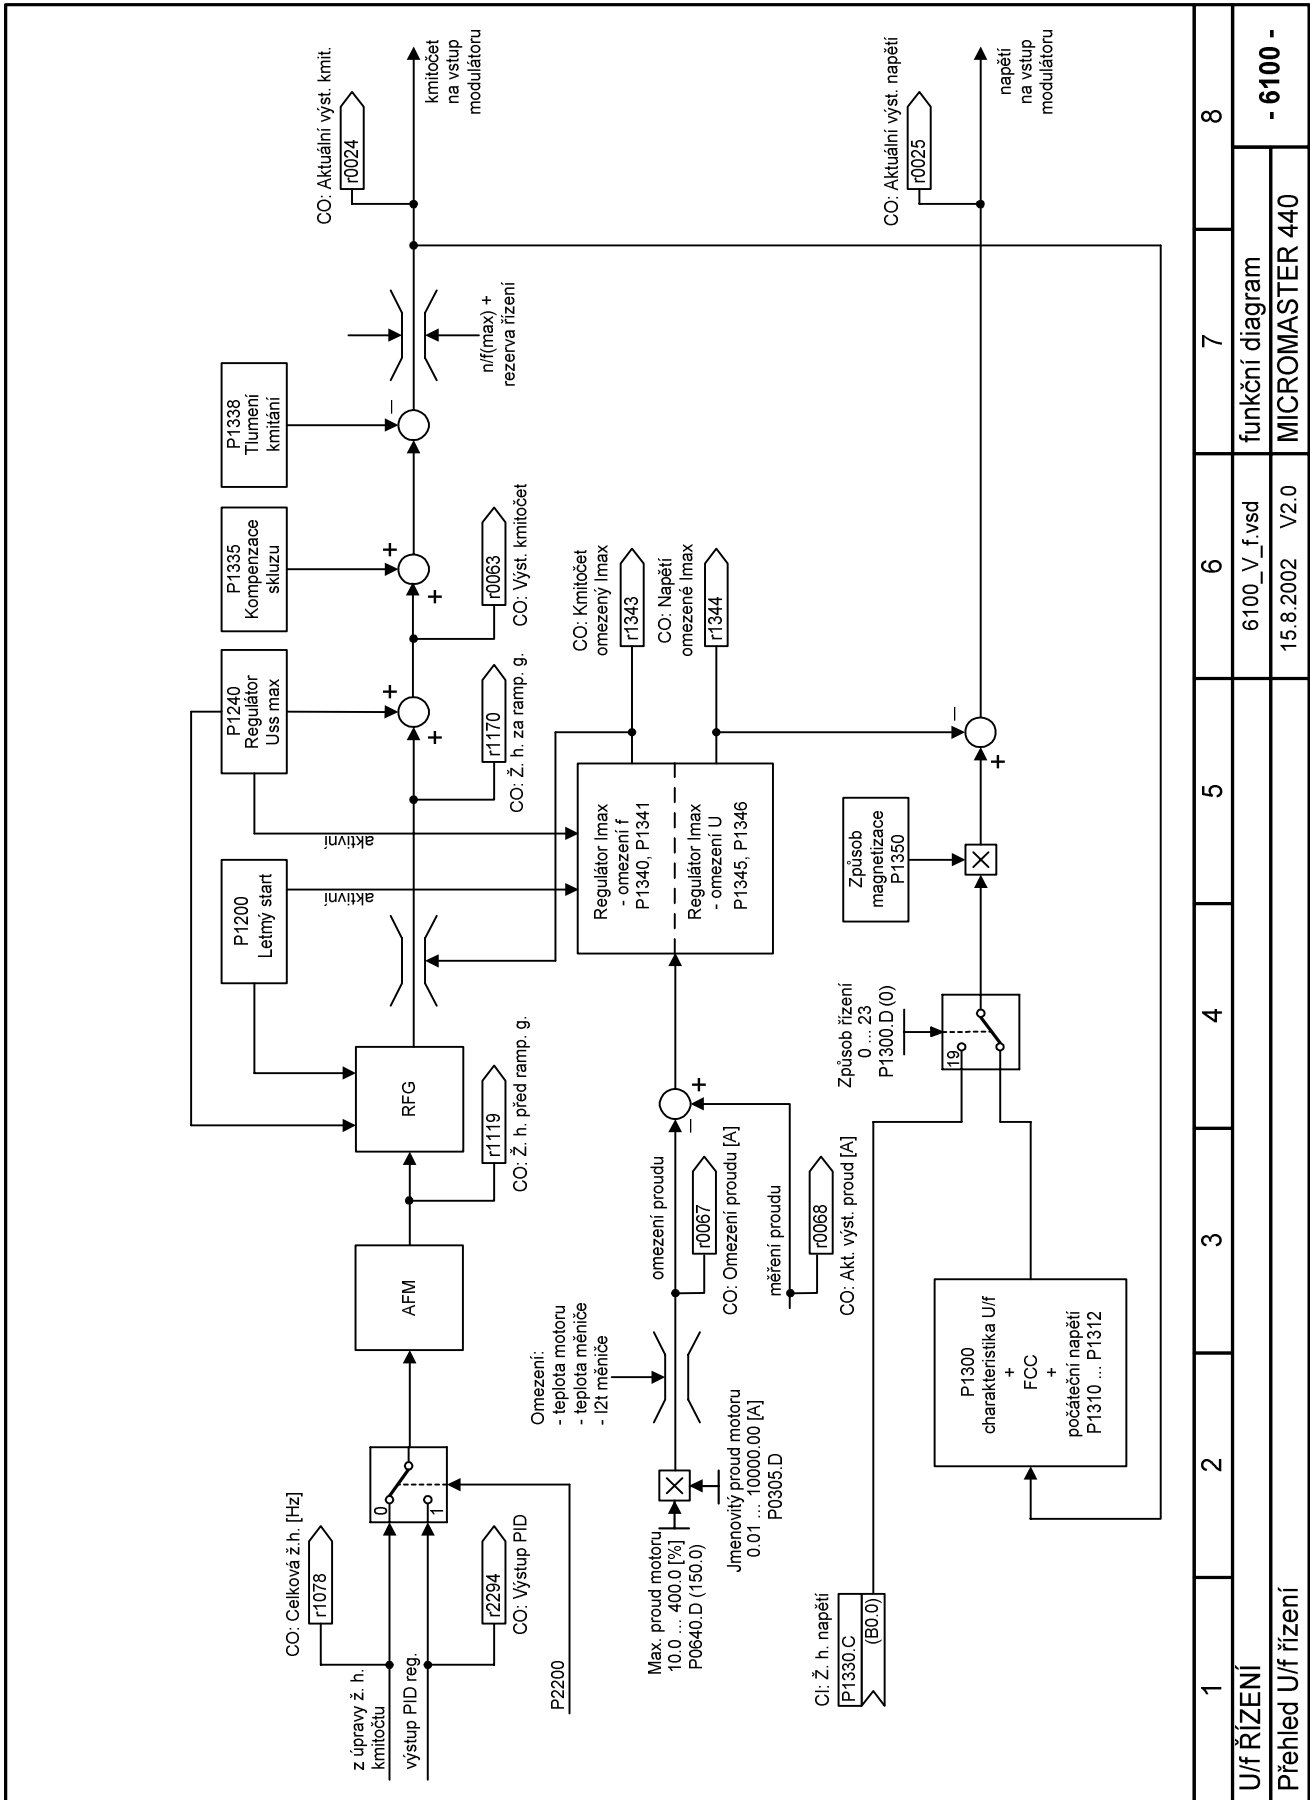 z úpravy ž. h.
kmitočtu
výstup PID reg.
CO: Celková ž.h. [Hz]
r1078
r2294
CO: Výstup PID
P2200
0
1
AFM
r1119
CO: Ž. h. před ramp. g.
RFG
P1200
Letmý start
aktivní
P1240
Regulátor
Uss max
aktivní
+
+
r1170
CO: Ž. h. za ramp. g.
P1335
Kompenzace
skluzu
+
+
r0063
CO: Výst. kmitočet
P1338
Tlumení
kmitání
–
n/f(max) +
rezerva řízení
CO: Aktuální výst. kmit.
r0024
kmitočet
na vstup
modulátoru
Max. proud motoru
10.0 ... 400.0 [%]
P0640.D (150.0)
Jmenovitý proud motoru
0.01 ... 10000.00 [A]
P0305.D
Omezení:
- teplota motoru
- teplota měniče
- I2t měniče
omezení proudu
r0067
CO: Omezení proudu [A]
měření proudu
r0068
CO: Akt. výst. proud [A]
–
+
Regulátor Imax
- omezení f
P1340, P1341
Regulátor Imax
- omezení U
P1345, P1346
CO: Kmitočet
omezený Imax
r1343
CO: Napětí
omezené Imax
r1344
CI: Ž. h. napětí
P1330.C
(B0.0)
P1300
charakteristika U/f
+
FCC
+
počáteční napětí
P1310 ... P1312
Způsob řízení
0 ... 23
P1300.D (0)
19
Způsob
magnetizace
P1350
–
+
CO: Aktuální výst. napětí
r0025
napětí
na vstup
modulátoru
1 2 3 4 5 6 7 8
U/f ŘÍZENÍ 6100_V_f.vsd funkční diagram - 6100 -
Přehled U/f řízení 15.8.2002 V2.0 MICROMASTER 440